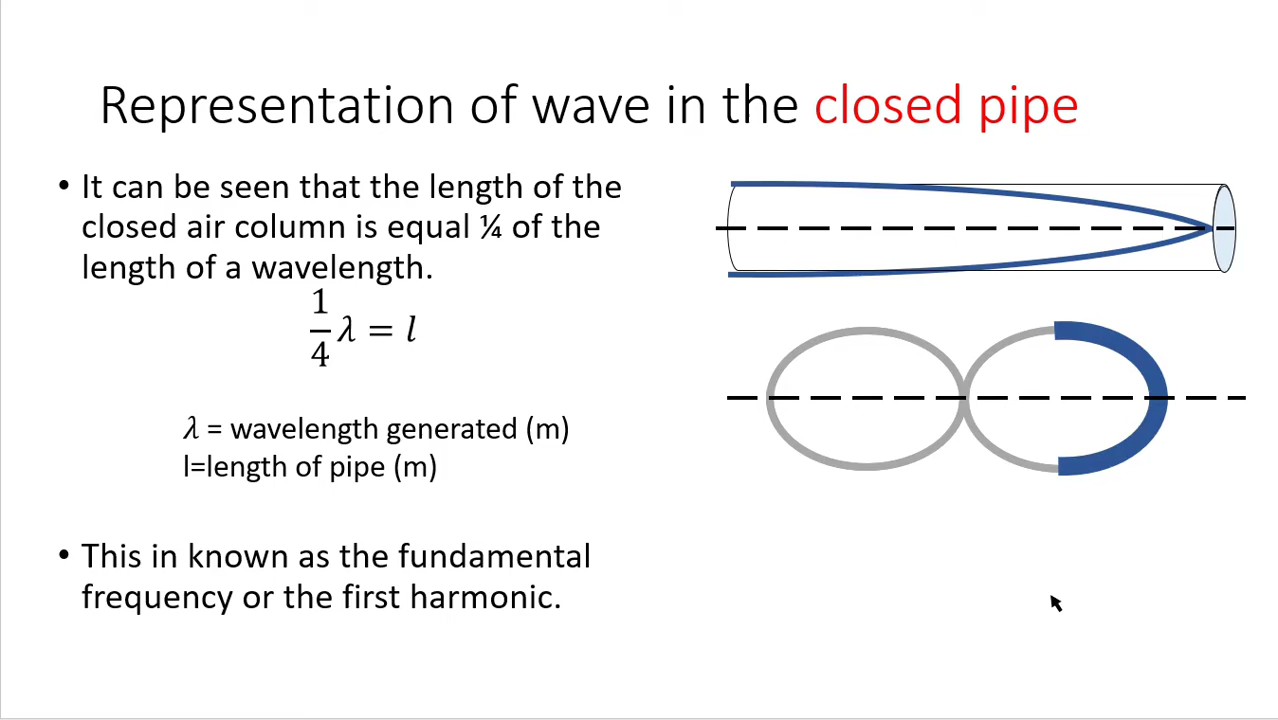 Representation of wave in the closed pipe
• It can be seen that the length of the
closed air column is equal ¼ of the
length of a wavelength.
1/4 λ = l
λ = wavelength generated (m)
l=length of pipe (m)
• This in known as the fundamental
frequency or the first harmonic.